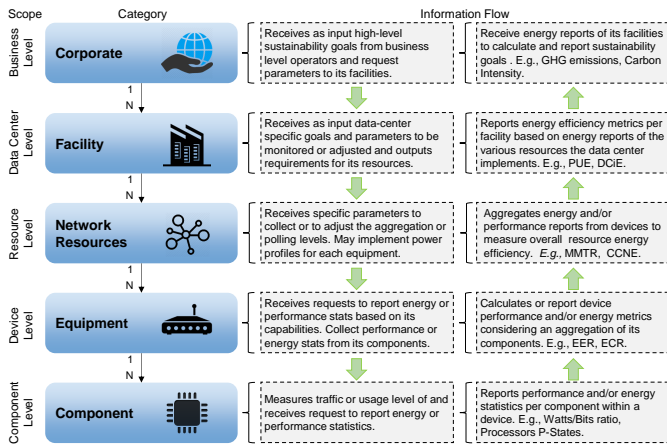 Scope
Category
Information Flow
Business
Level
Corporate
Receives as input high-level
sustainability goals from business
level operators and request
parameters to its facilities.
Receive energy reports of its facilities
to calculate and report sustainability
goals . E.g., GHG emissions, Carbon
Intensity.
1
N
Data Center
Level
Facility
Receives as input data-center
specific goals and parameters to be
monitored or adjusted and outputs
requirements for its resources.
Reports energy efficiency metrics per
facility based on energy reports of the
various resources the data center
implements. E.g., PUE, DCiE.
1
N
Resource
Level
Network
Resources
Receives specific parameters to
collect or to adjust the aggregation or
polling levels. May implement power
profiles for each equipment.
Aggregates energy and/or
performance reports from devices to
measure overall resource energy
efficiency. E.g., MMTR, CCNE.
Device
Level
Equipment
Receives requests to report energy or
performance stats based on its
capabilities. Collect performance or
energy stats from its components.
Calculates or report device
performance and/or energy metrics
considering an aggregation of its
components. E.g., EER, ECR.
1
N
Component
Level
Component
Measures traffic or usage level of and
receives request to report energy or
performance statistics.
Reports performance and/or energy
statistics per component within a
device. E.g., Watts/Bits ratio,
Processors P-States.
1
N